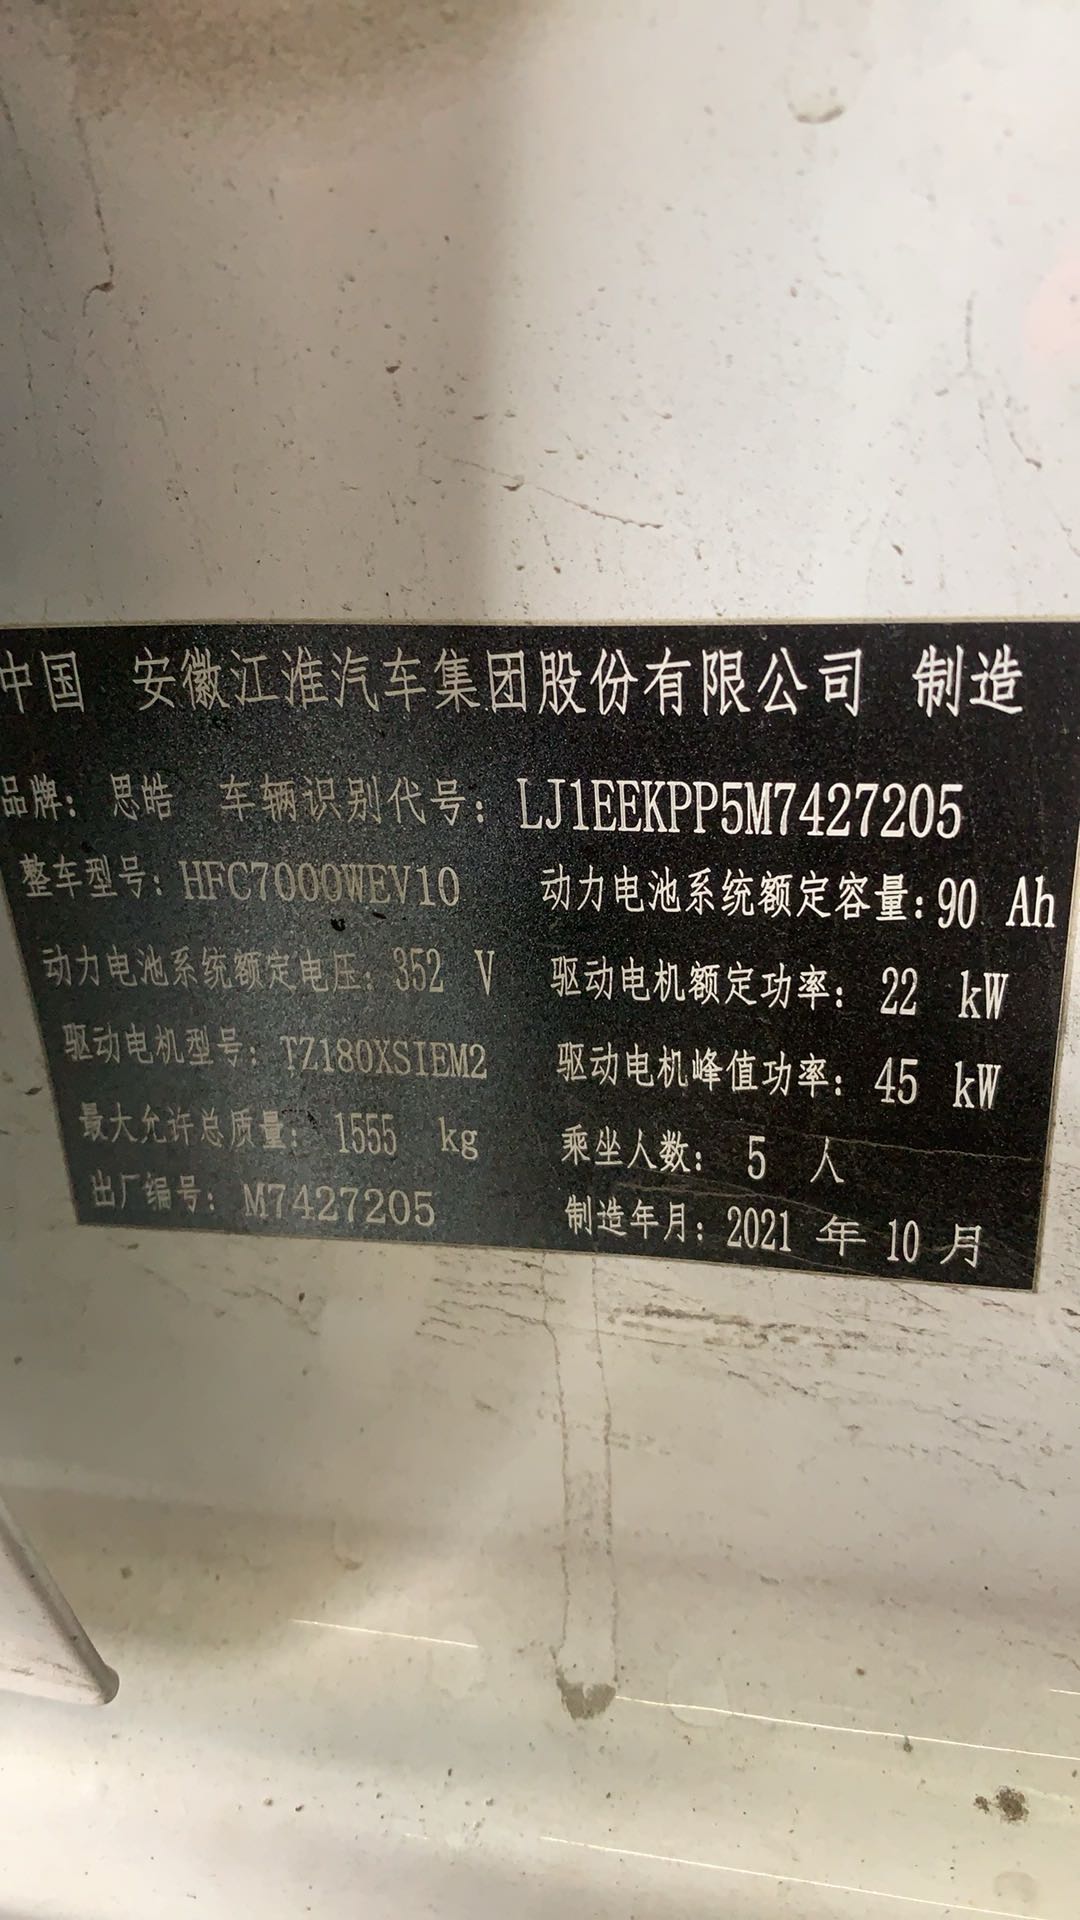 中国 安徽江淮汽车集团股份有限公司 制造
品牌：思皓 车辆识别代号：LJ1EEKPP5M7427205
整车型号：HFC7000WEV10 动力电池系统额定容量：90 Ah
动力电池系统额定电压：352 V 驱动电机额定功率：22 kW
驱动电机型号：TZ180XSIEM2 驱动电机峰值功率：45 kW
最大允许总质量：1555 kg 乘坐人数：5 人
出厂编号：M7427205 制造年月：2021 年 10 月